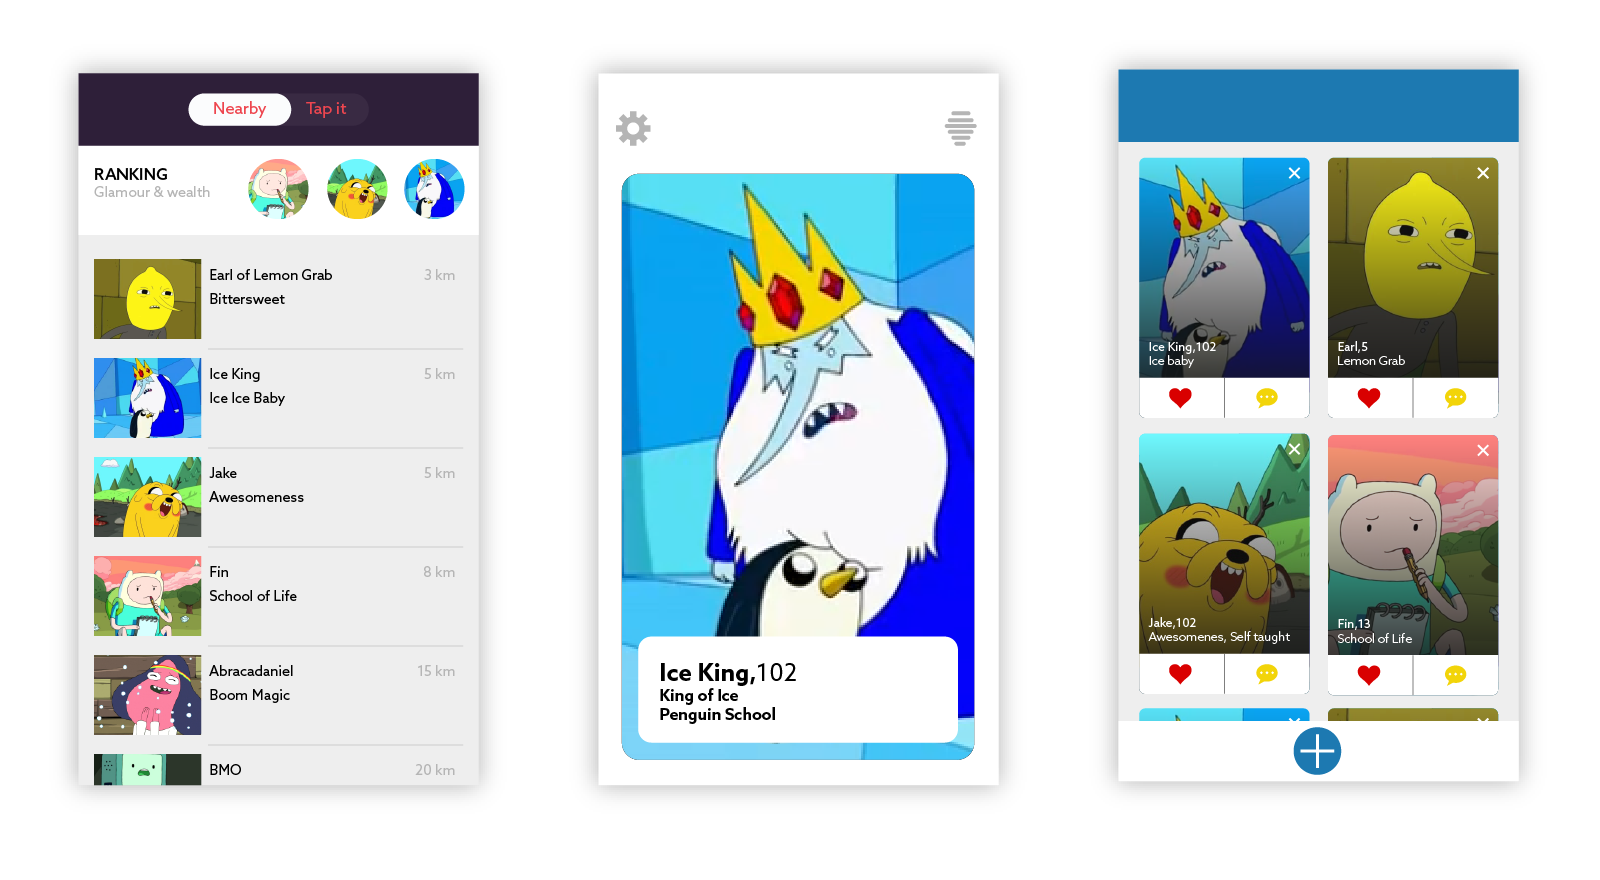 Nearby
Tap it
RANKING
Glamour & wealth
Earl of Lemon Grab
3 km
Bittersweet
Ice King
5 km
Ice Ice Baby
Jake
5 km
Awesomeness
Fin
8 km
School of Life
Abracadaniel
15 km
Boom Magic
BMO
20 km
Ice King,102
King of Ice
Penguin School
Ice King,102
Ice baby
Earl,5
Lemon Grab
Jake,102
Awesomenes, Self taught
Fin,13
School of Life